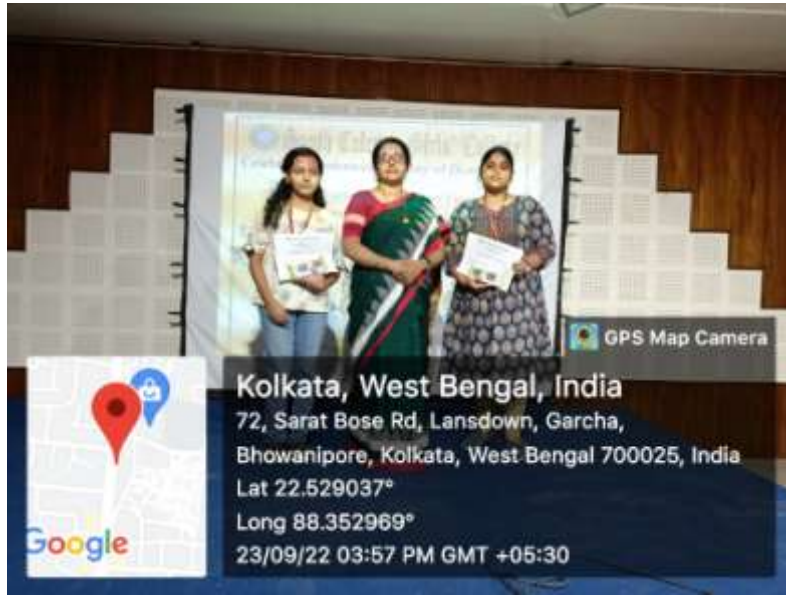 GPS Map Camera
Kolkata, West Bengal, India
72, Sarat Bose Rd, Lansdown, Garcha,
Bhowanipore, Kolkata, West Bengal 700025, India
Lat 22.529037°
Long 88.352969°
23/09/22 03:57 PM GMT +05:30
Google